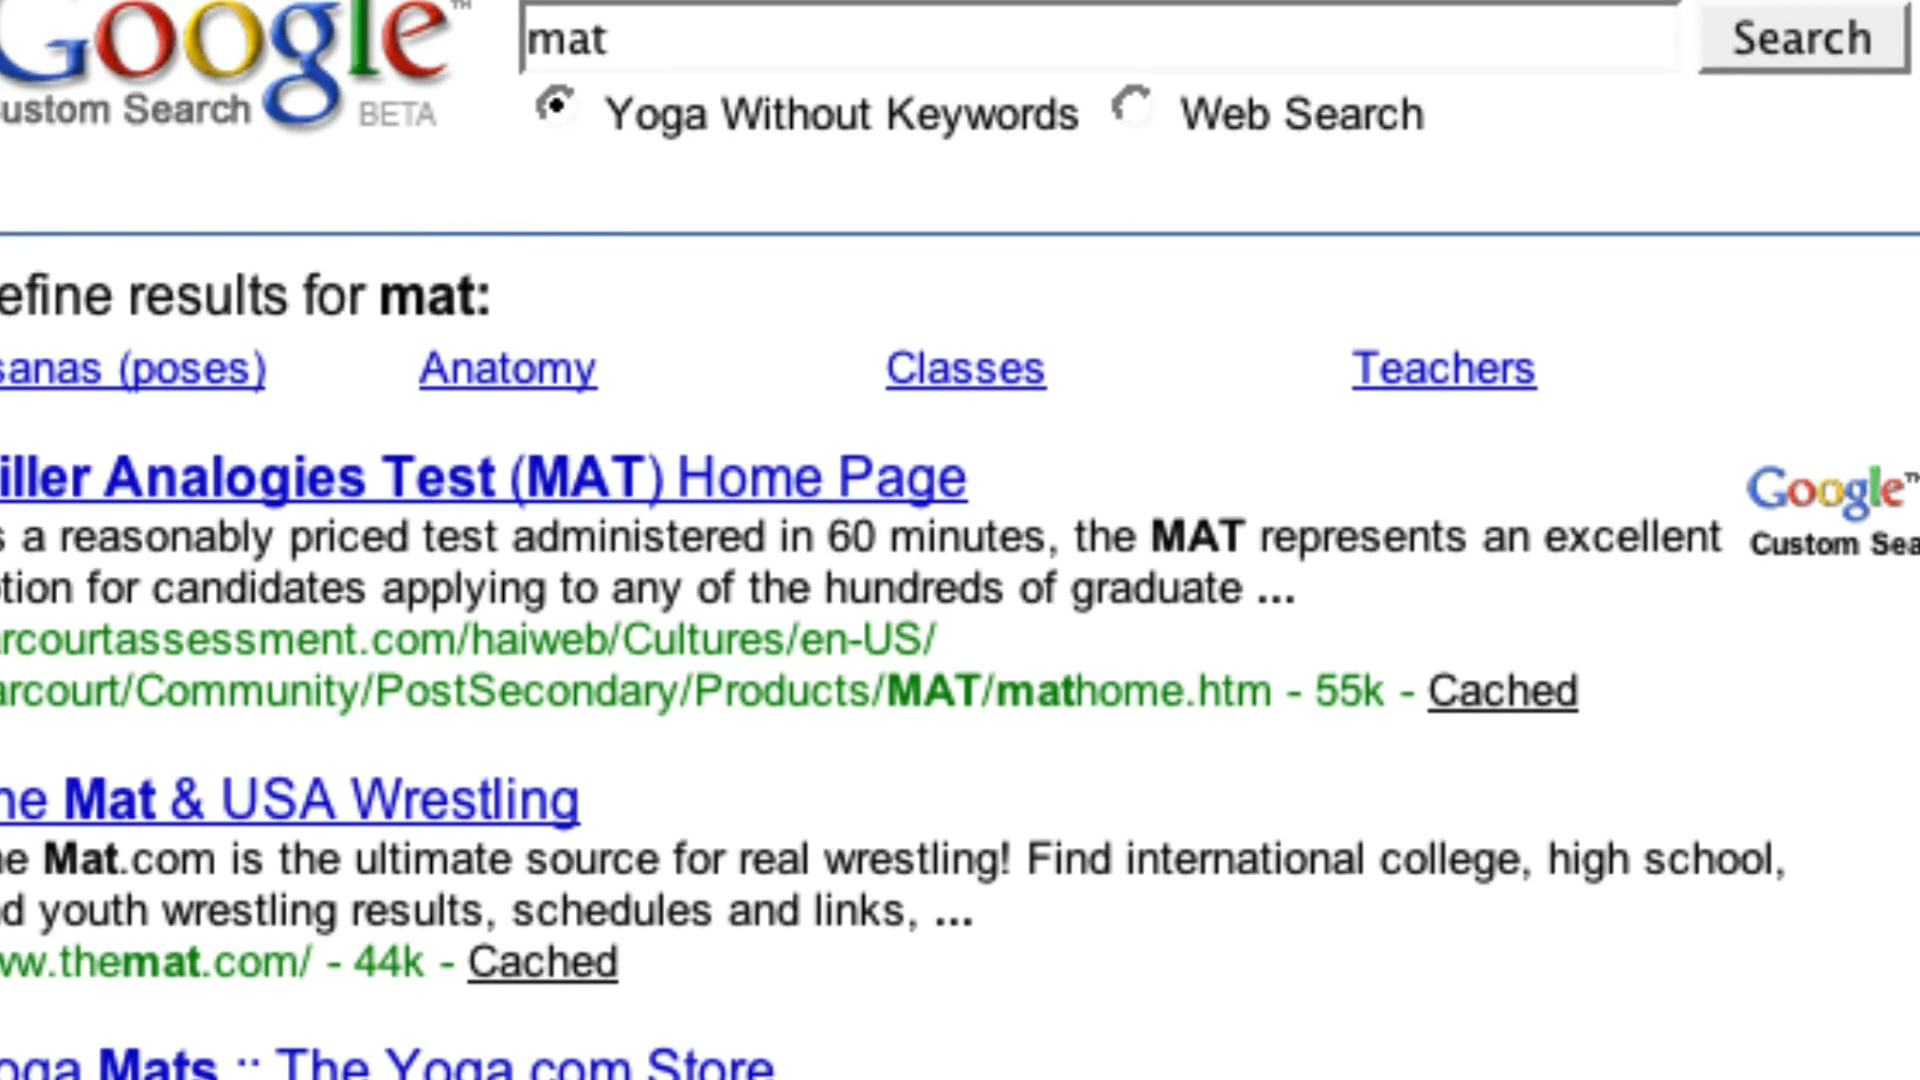 Google™
mat
Search
ustom Search BETA
Yoga Without Keywords
Web Search
efine results for mat:
sanas (poses)
Anatomy
Classes
Teachers
iller Analogies Test (MAT) Home Page
s a reasonably priced test administered in 60 minutes, the MAT represents an excellent
tion for candidates applying to any of the hundreds of graduate ...
rcourtassessment.com/haiweb/Cultures/en-US/
arcourt/Community/PostSecondary/Products/MAT/mathome.htm - 55k - Cached
Google™
Custom Sea
he Mat & USA Wrestling
he Mat.com is the ultimate source for real wrestling! Find international college, high school,
nd youth wrestling results, schedules and links, ...
ww.themat.com/ - 44k - Cached
oga Mats :: The Yoga.com Store